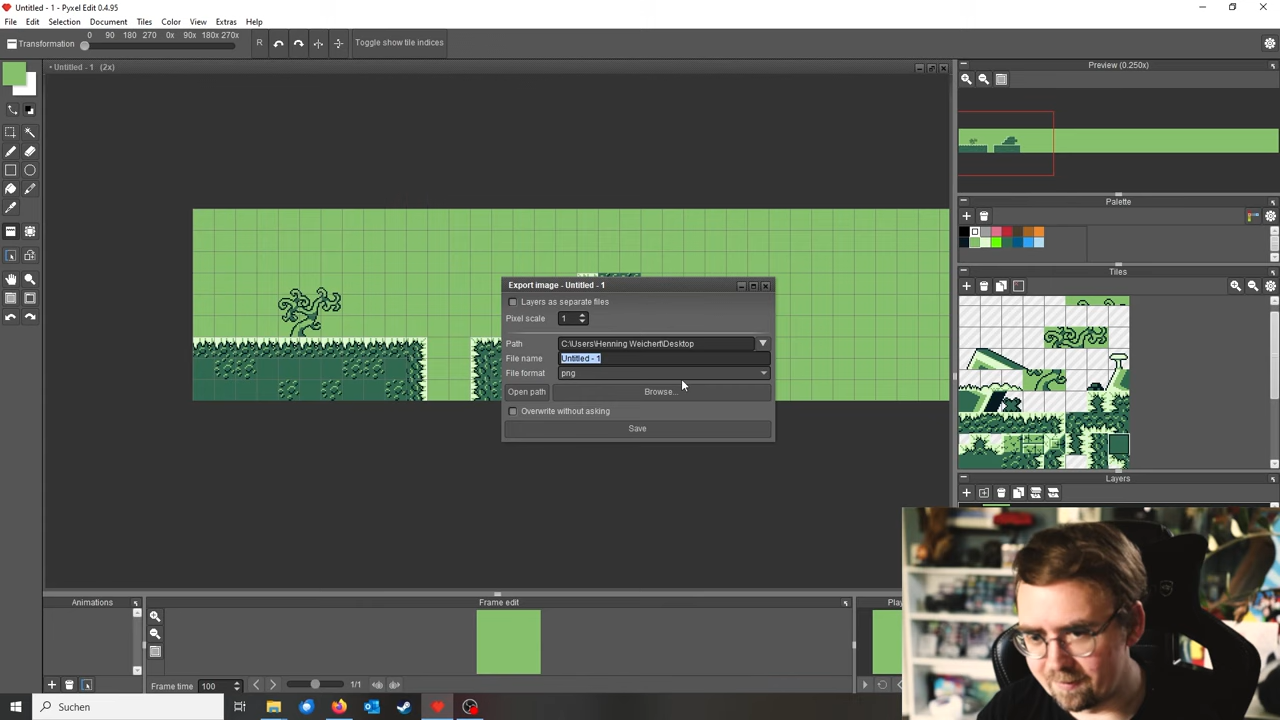 Untitled - 1 - Pyxel Edit 0.4.95
File Edit Selection Document Tiles Color View Extras Help
Transformation
0 90 180 270 0x 90x180x270x
R
Toggle show tile indices
• Untitled - 1 (2x)
Preview (0.250x)
Palette
Tiles
Export image - Untitled - 1
Layers as separate files
Pixel scale 1
Path C:\Users\Henning Weichert\Desktop
File name Untitled - 1
File format png
Open path Browse...
Overwrite without asking
Save
Layers
Animations
Frame edit
Frame time 100
1/1
Suchen